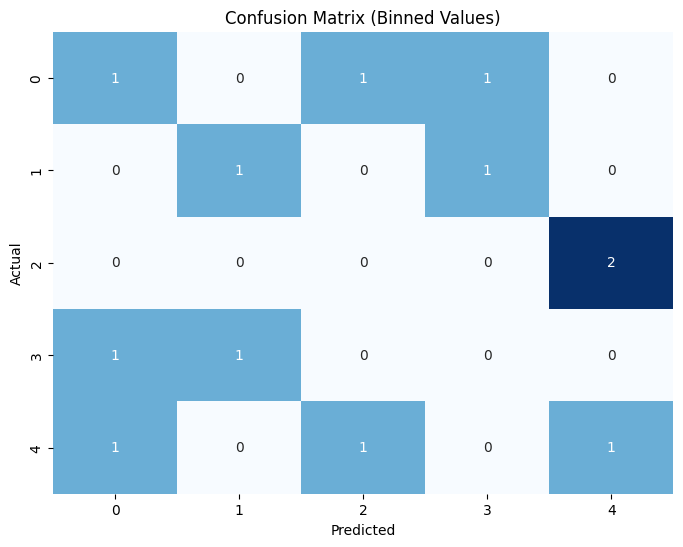 Confusion Matrix (Binned Values)
0 1 0 1 1 0
1 0 1 0 1 0
2 0 0 0 0 2
3 1 1 0 0 0
4 1 0 1 0 1
0 1 2 3 4
Actual
Predicted